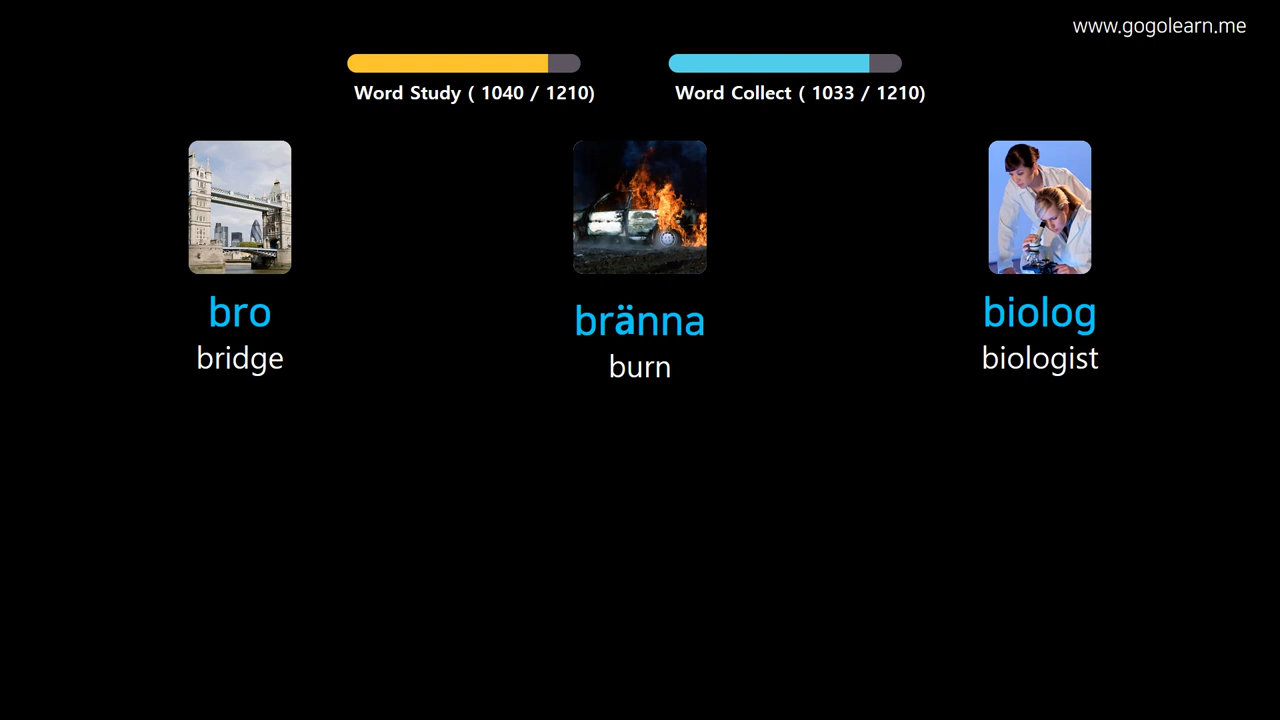 www.gogolearn.me
Word Study ( 1040 / 1210)
Word Collect ( 1033 / 1210)
bro
bridge
bränna
burn
biolog
biologist